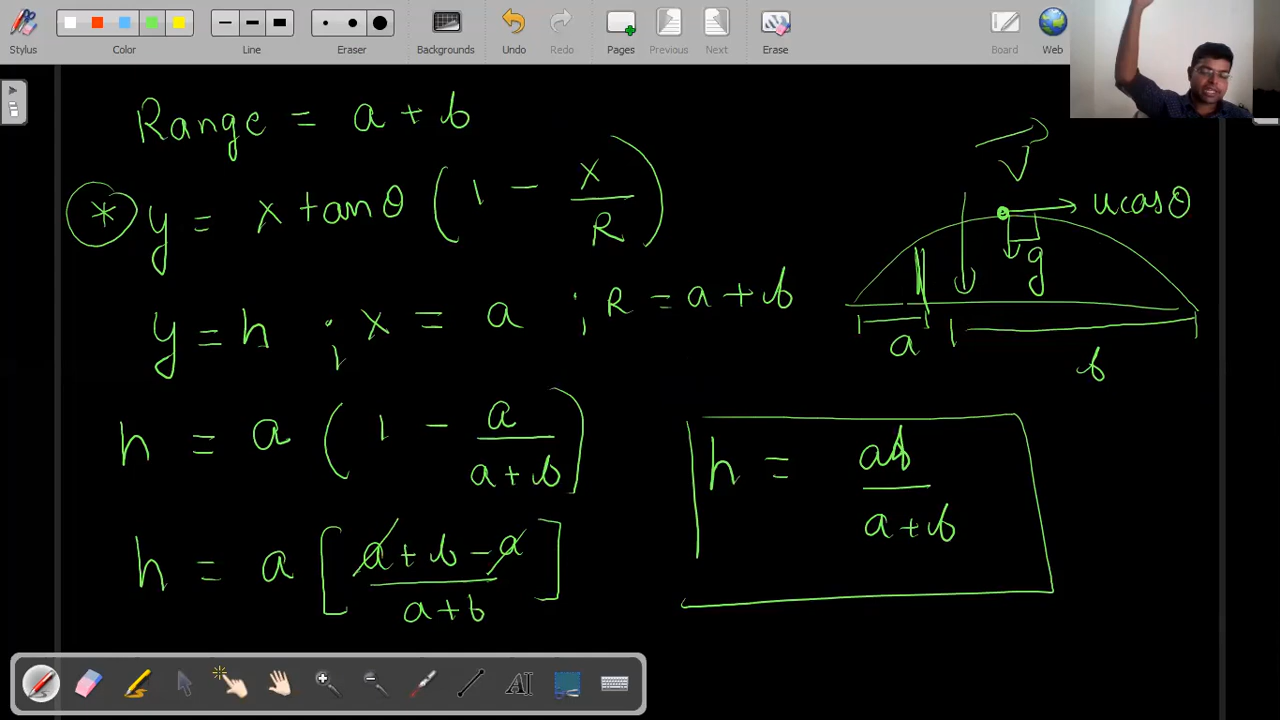 Stylus Color Line Eraser Backgrounds Undo Redo Pages Previous Next Erase Board Web
Range = a + b
* y = x tanθ (1 - x/R)
y = h ; x = a ; R = a + b
h = a (1 - a/(a+b))
h = a [(a + b - a)/(a+b)]
h = ab/(a+b)
V
u cosθ
g
a
b